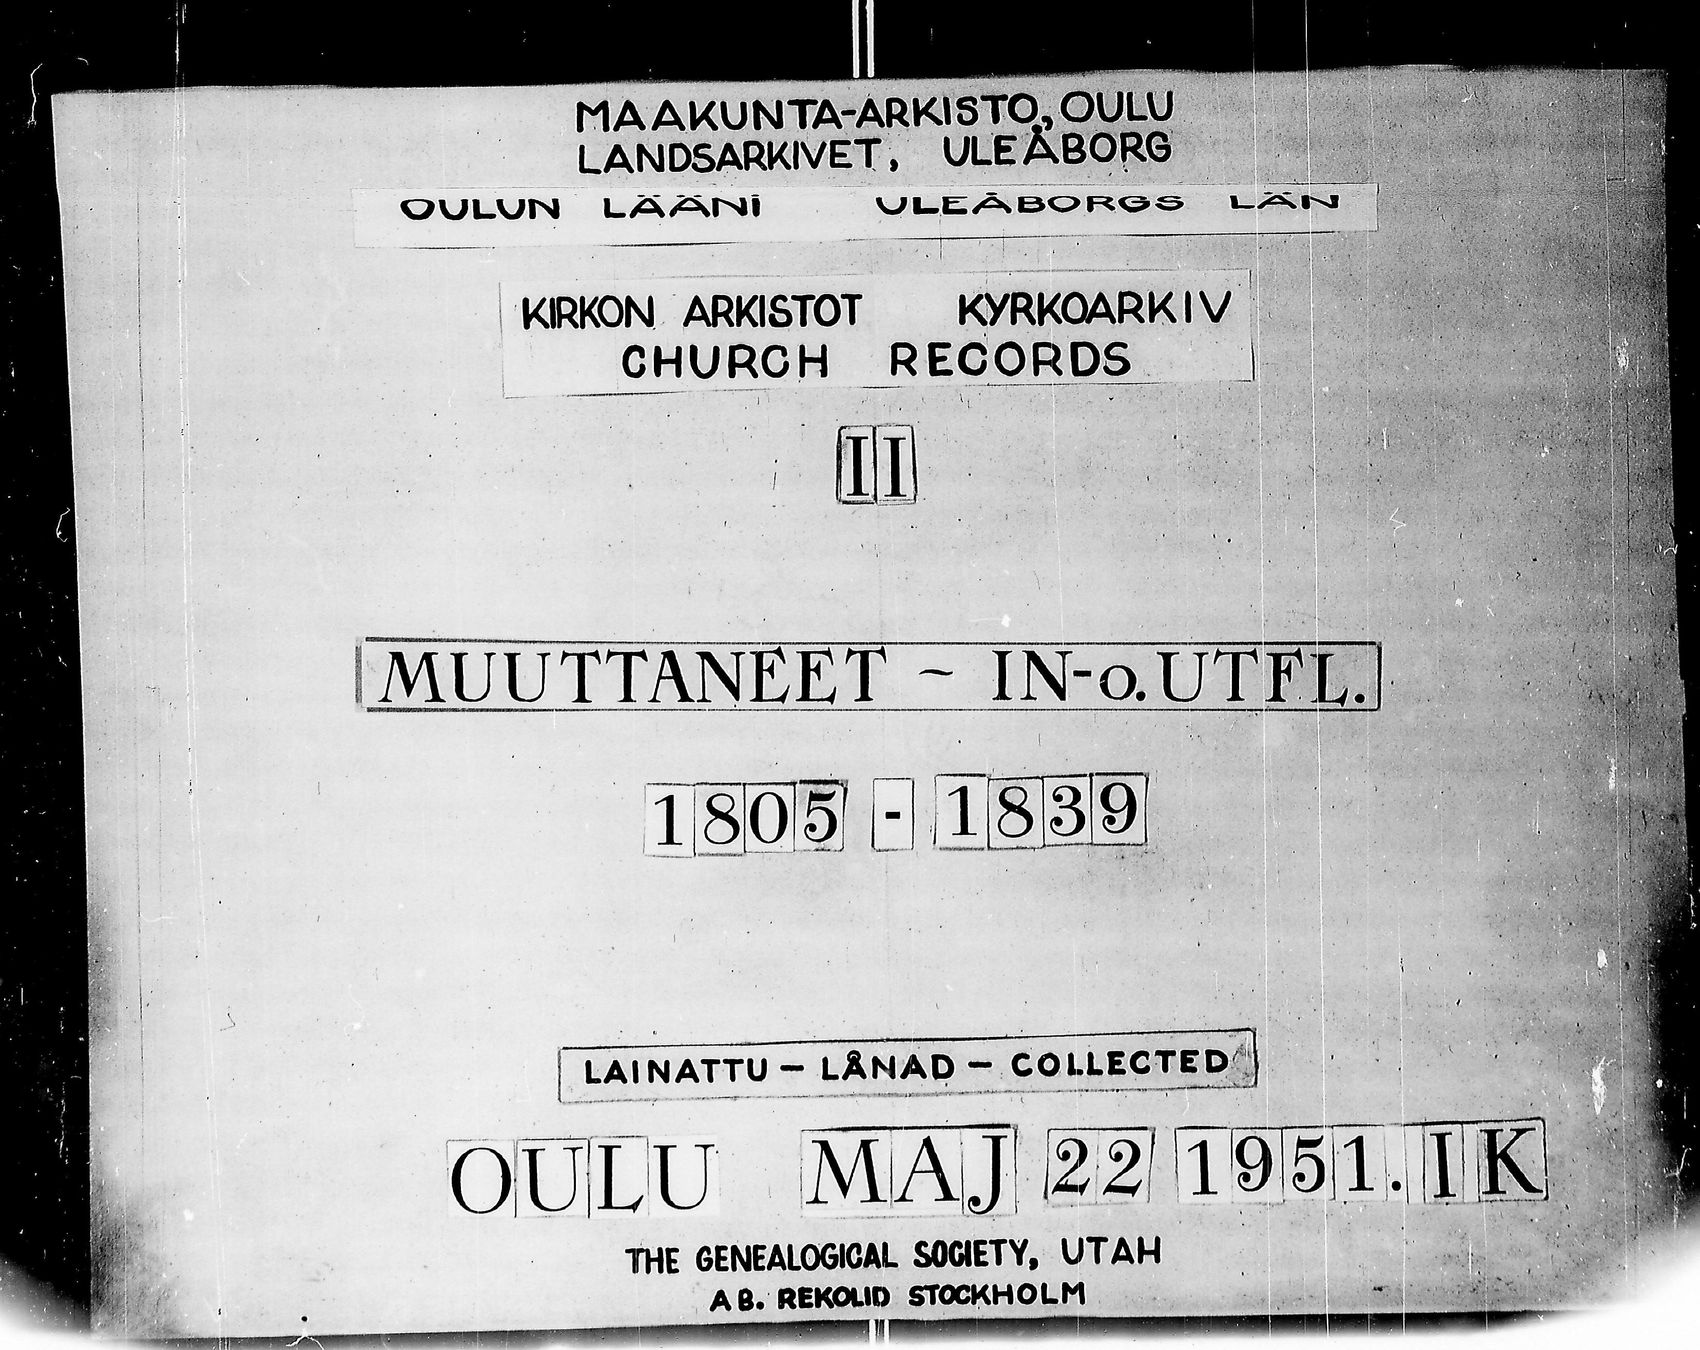 MAAKUNTA-ARKISTO, OULU
LANDSARKIVET, ULEÅBORG
OULUN LÄÄNI ULEÅBORGS LÄN
KIRKON ARKISTOT KYRKOARKIV
CHURCH RECORDS
II
MUUTTANEET ~ IN-o. UTFL.
1805 - 1839
LAINATTU - LÅNAD - COLLECTED
OULU MAJ 22 1951. IK
THE GENEALOGICAL SOCIETY, UTAH
AB. REKOLID STOCKHOLM